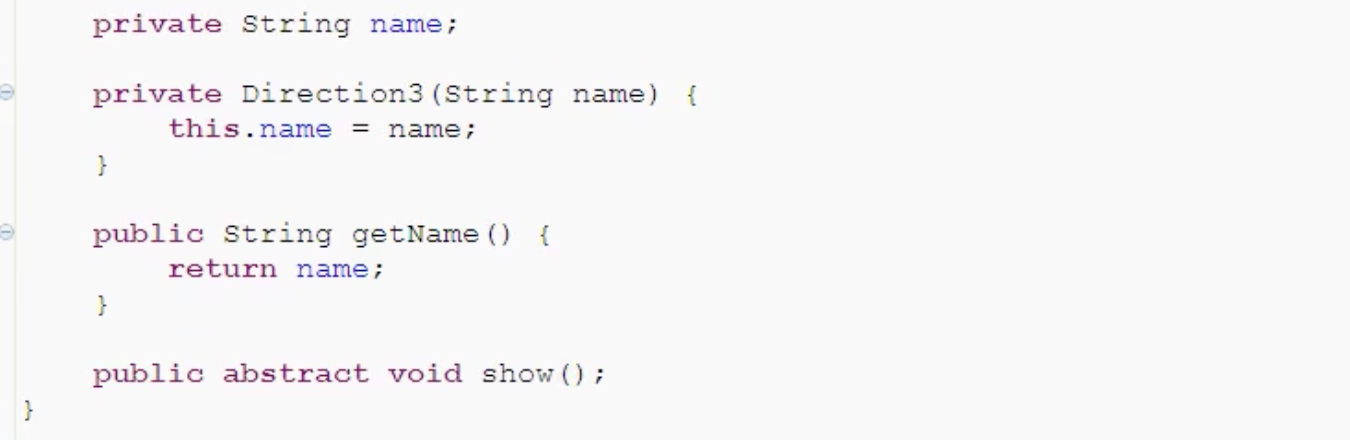 private String name;
private Direction3(String name) {
this.name = name;
}
public String getName() {
return name;
}
public abstract void show();
}